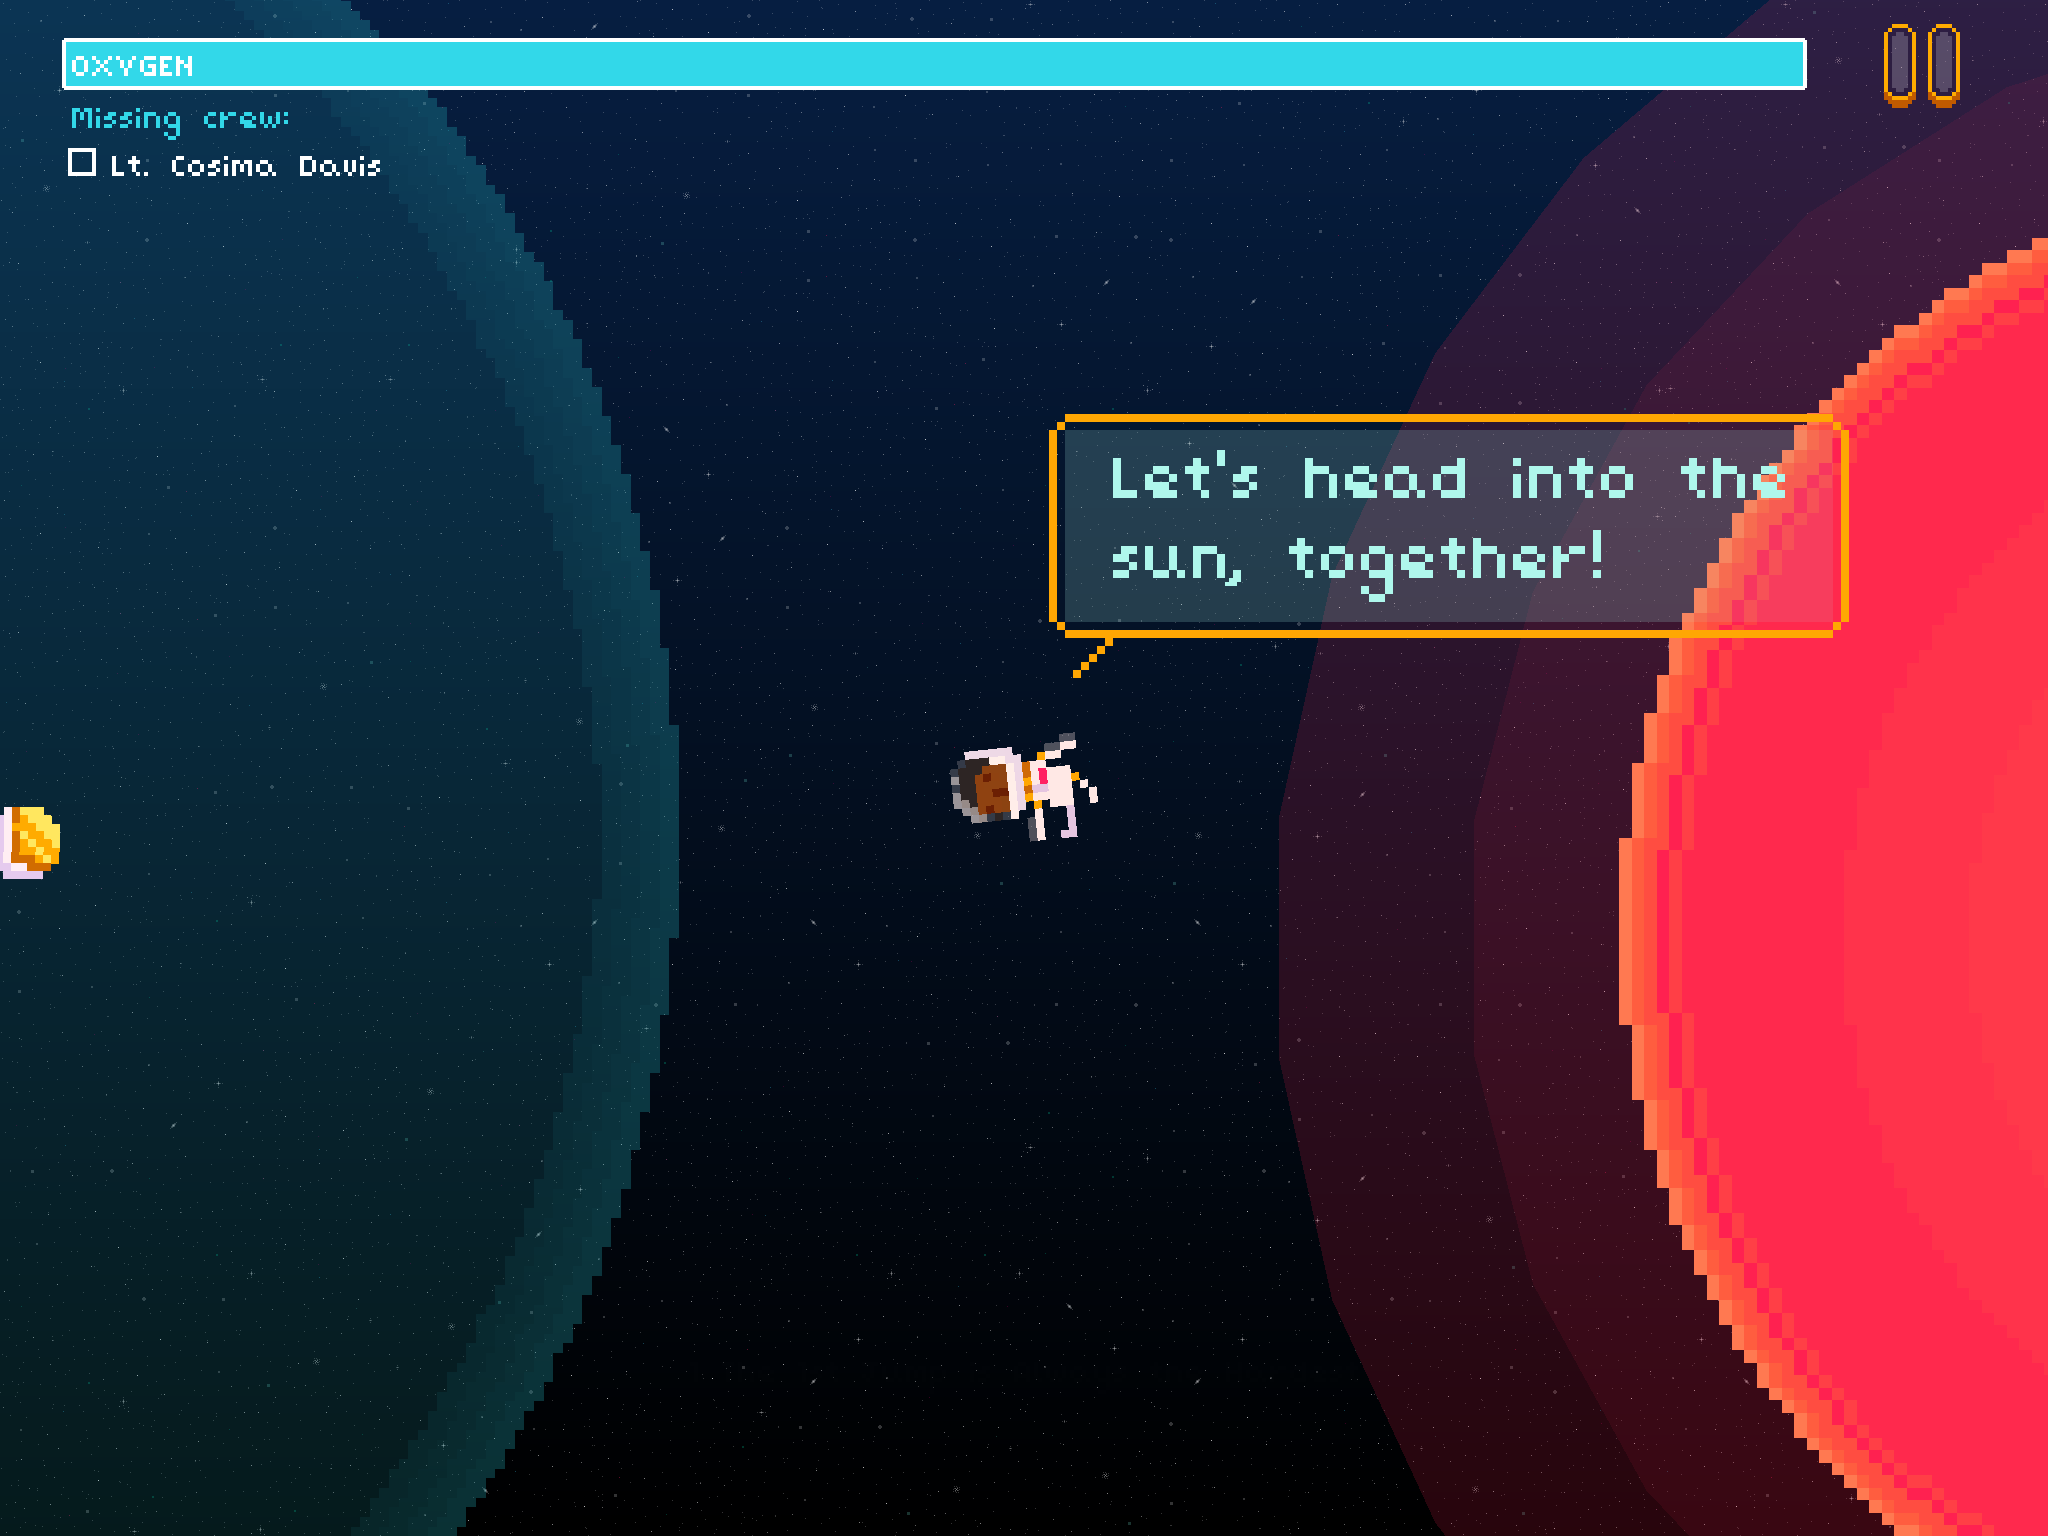 OXYGEN
Missing crew:
Lt. Cosima Davis
Let's head into the
sun, together!